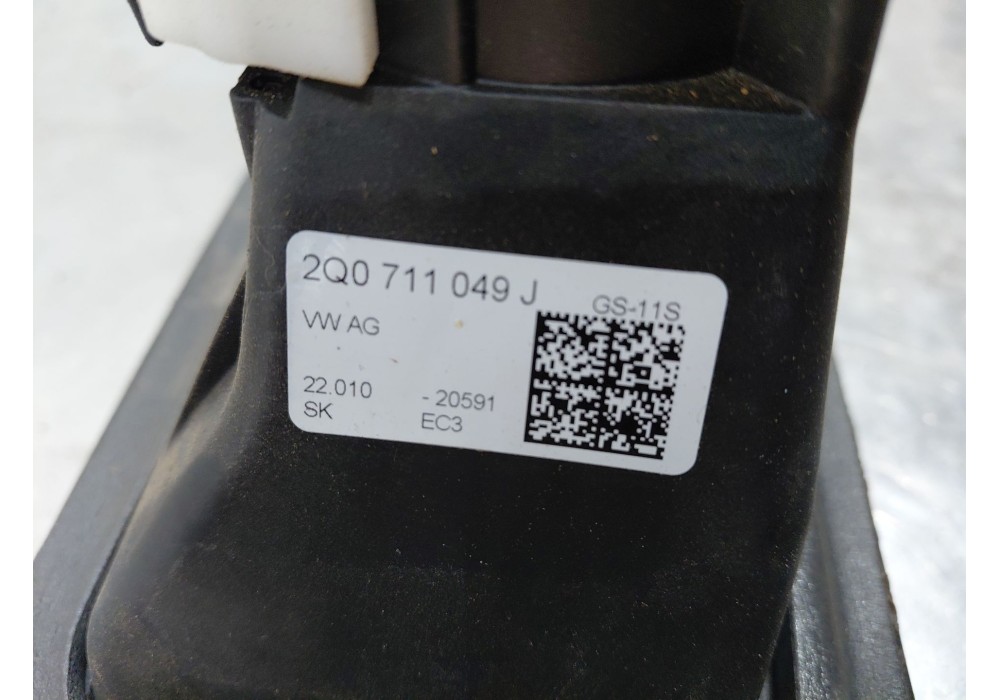 2Q0 711 049 J
GS-11S
VW AG
22.010 - 20591
SK EC3